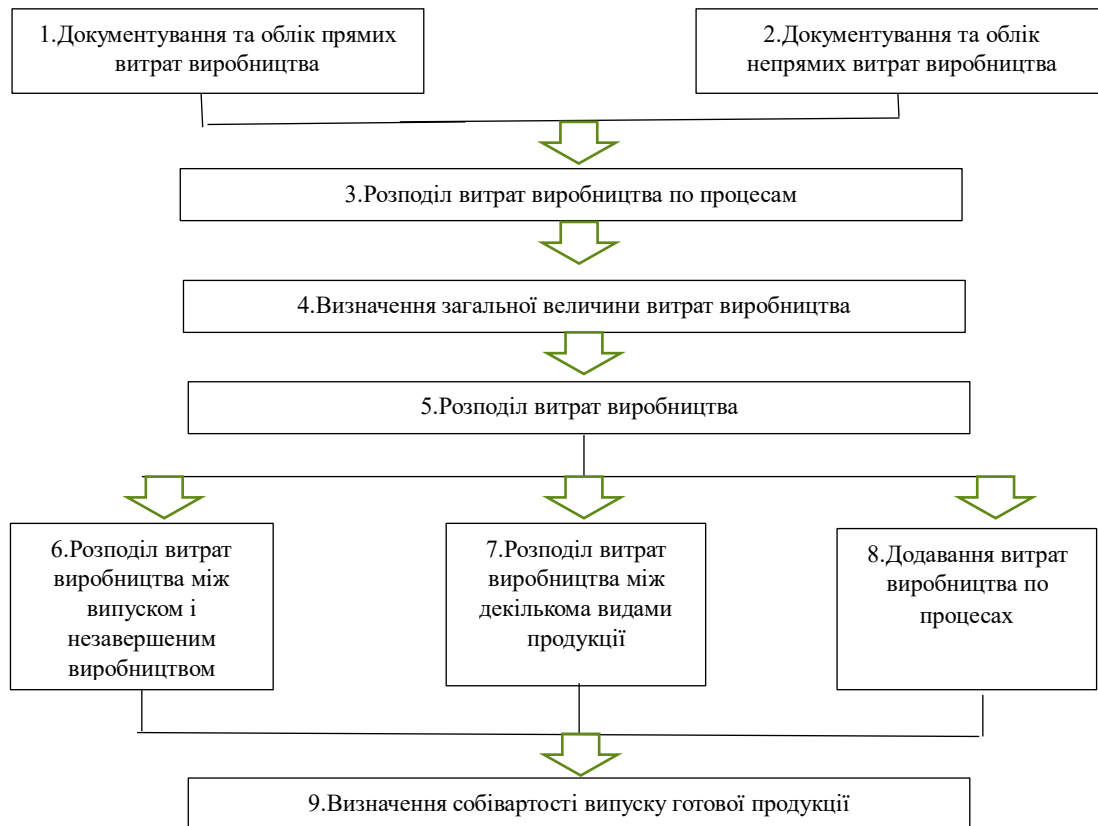 1.Документування та облік прямих
витрат виробництва
2.Документування та облік
непрямих витрат виробництва
3.Розподіл витрат виробництва по процесам
4.Визначення загальної величини витрат виробництва
5.Розподіл витрат виробництва
6.Розподіл витрат
виробництва між
випуском і
незавершеним
виробництвом
7.Розподіл витрат
виробництва між
декількома видами
продукції
8.Додавання витрат
виробництва по
процесах
9.Визначення собівартості випуску готової продукції